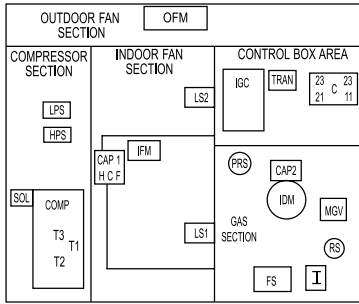 OUTDOOR FAN
SECTION
OFM
COMPRESSOR
SECTION
LPS
HPS
SOL
COMP
T3
T1
T2
INDOOR FAN
SECTION
LS2
CAP 1
H C F
IFM
LS1
CONTROL BOX AREA
IGC
TRAN
23 23
C
21 11
PRS
CAP2
IDM
MGV
GAS
SECTION
RS
FS
I